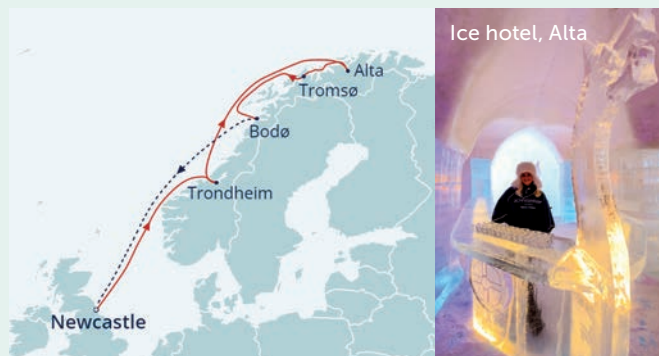 Alta
Tromsø
Bodø
Trondheim
Newcastle
Ice hotel, Alta